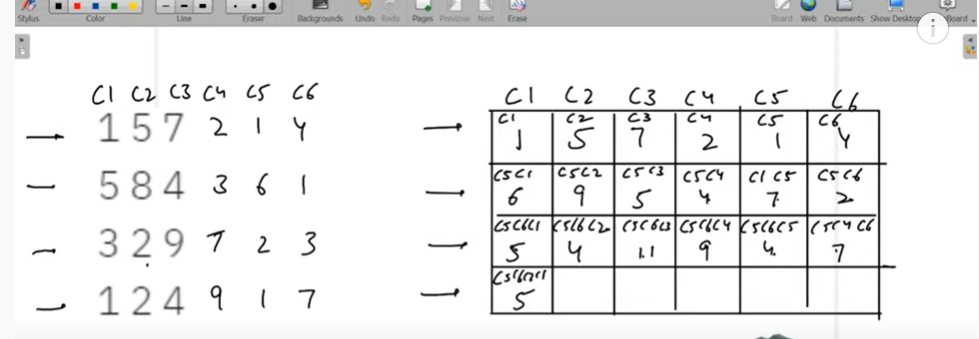 Stylus Color Line Eraser Backgrounds Undo Redo Pages Previous Next Erase Board Web Documents Show Desktop Board
C1 C2 C3 C4 C5 C6
1 5 7 2 1 4
5 8 4 3 6 1
3 2 9 7 2 3
1 2 4 9 1 7
C1 C2 C3 C4 C5 C6
C1 C2 C3 C4 C5 C6
1 5 7 2 1 4
C5C1 C5C2 C5C3 C5C4 C1C5 C5C6
6 9 5 4 7 2
C5C6C1 C5C6C2 C5C6C3 C5C6C4 C5C6C5 C5C4C6
5 4 11 9 4 7
5